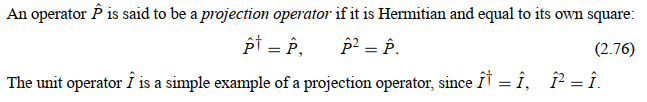 An operator P̂ is said to be a projection operator if it is Hermitian and equal to its own square:
P̂† = P̂, P̂² = P̂. (2.76)
The unit operator Î is a simple example of a projection operator, since Î† = Î, Î² = Î.